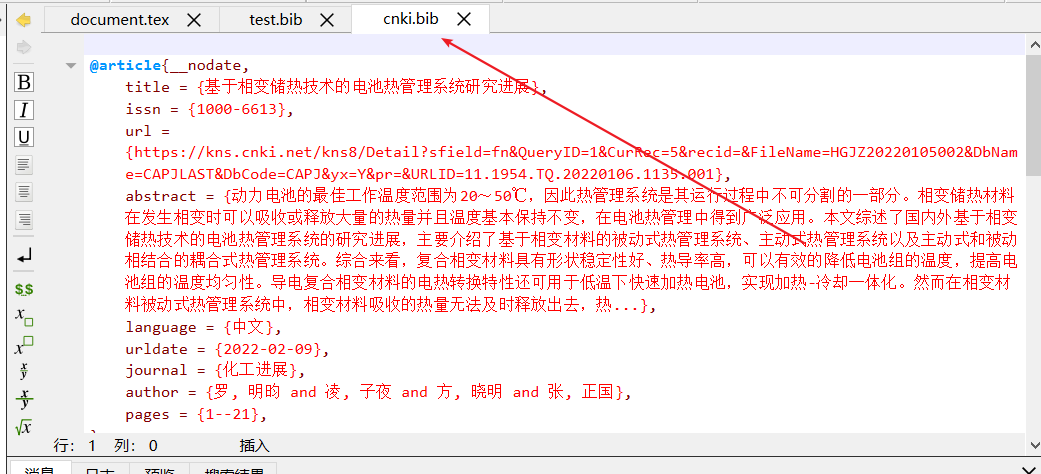 document.tex test.bib cnki.bib
@article{__nodate,
title = {基于相变储热技术的电池热管理系统研究进展},
issn = {1000-6613},
url =
{https://kns.cnki.net/kns8/Detail?sfield=fn&QueryID=1&CurRec=5&recid=&FileName=HGJZ20220105002&DbNam
e=CAPJLAST&DbCode=CAPJ&yx=Y&pr=&URLID=11.1954.TQ.20220106.1135.001},
abstract = {动力电池的最佳工作温度范围为20～50℃，因此热管理系统是其运行过程中不可分割的一部分。相变储热材料
在发生相变时可以吸收或释放大量的热量并且温度基本保持不变，在电池热管理中得到广泛应用。本文综述了国内外基于相变
储热技术的电池热管理系统的研究进展，主要介绍了基于相变材料的被动式热管理系统、主动式热管理系统以及主动式和被动
相结合的耦合式热管理系统。综合来看，复合相变材料具有形状稳定性好、热导率高，可以有效的降低电池组的温度，提高电
池组的温度均匀性。导电复合相变材料的电热转换特性还可用于低温下快速加热电池，实现加热-冷却一体化。然而在相变材
料被动式热管理系统中，相变材料吸收的热量无法及时释放出去，热...},
language = {中文},
urldate = {2022-02-09},
journal = {化工进展},
author = {罗, 明昀 and 凌, 子夜 and 方, 晓明 and 张, 正国},
pages = {1--21},
B
I
U
$$
x
x
x/y
x/y
√x
行: 1 列: 0 插入
消息 日志 预览 搜索结果